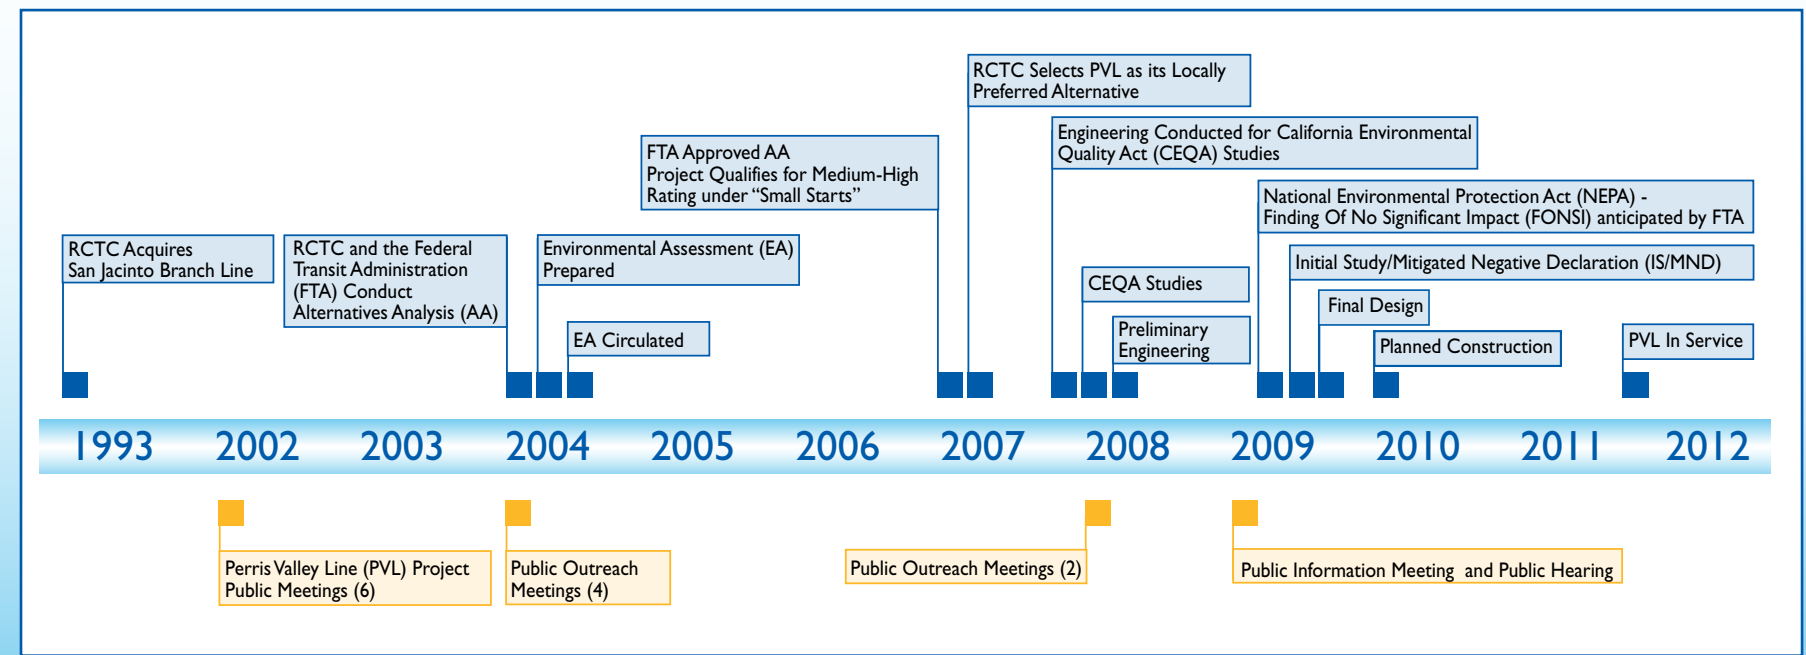 RCTC Acquires
San Jacinto Branch Line
RCTC and the Federal
Transit Administration
(FTA) Conduct
Alternatives Analysis (AA)
Environmental Assessment (EA)
Prepared
EA Circulated
FTA Approved AA
Project Qualifies for Medium-High
Rating under “Small Starts”
RCTC Selects PVL as its Locally
Preferred Alternative
Engineering Conducted for California Environmental
Quality Act (CEQA) Studies
CEQA Studies
Preliminary
Engineering
National Environmental Protection Act (NEPA) -
Finding Of No Significant Impact (FONSI) anticipated by FTA
Initial Study/Mitigated Negative Declaration (IS/MND)
Final Design
Planned Construction
PVL In Service
1993 2002 2003 2004 2005 2006 2007 2008 2009 2010 2011 2012
Perris Valley Line (PVL) Project
Public Meetings (6)
Public Outreach
Meetings (4)
Public Outreach Meetings (2)
Public Information Meeting and Public Hearing